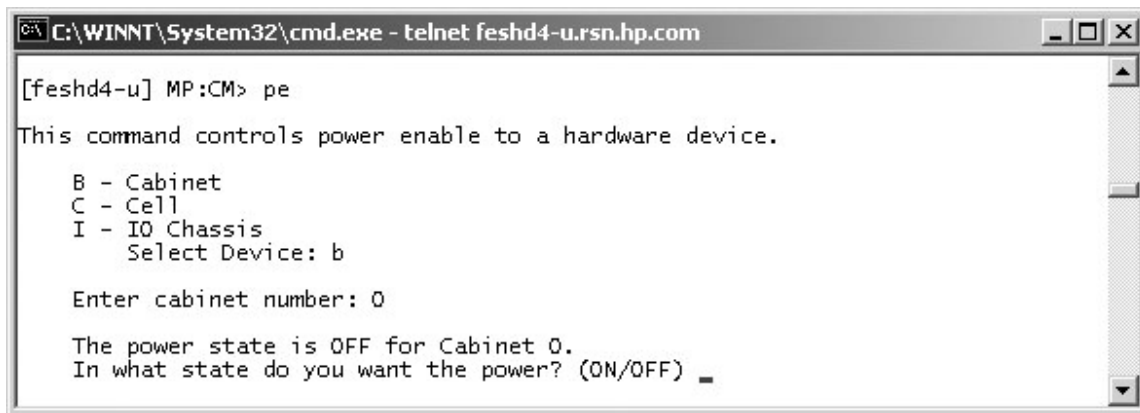 C:\WINNT\System32\cmd.exe - telnet feshd4-u.rsn.hp.com
[feshd4-u] MP:CM> pe
This command controls power enable to a hardware device.
B - Cabinet
C - Cell
I - IO Chassis
Select Device: b
Enter cabinet number: 0
The power state is OFF for Cabinet 0.
In what state do you want the power? (ON/OFF) _